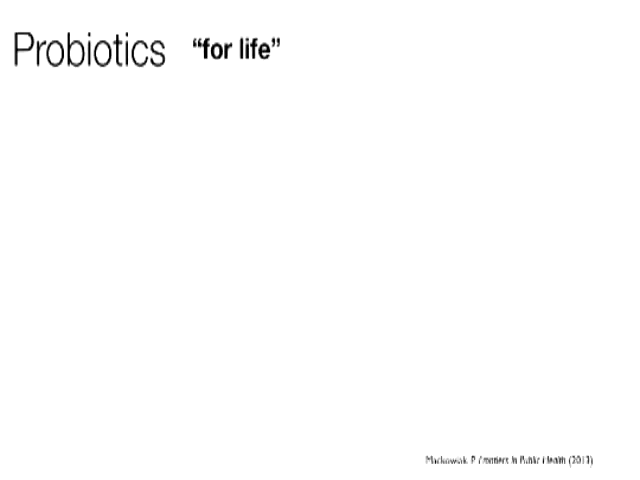 Probiotics “for life”
Mackowiak P Frontiers in Public Health (2013)